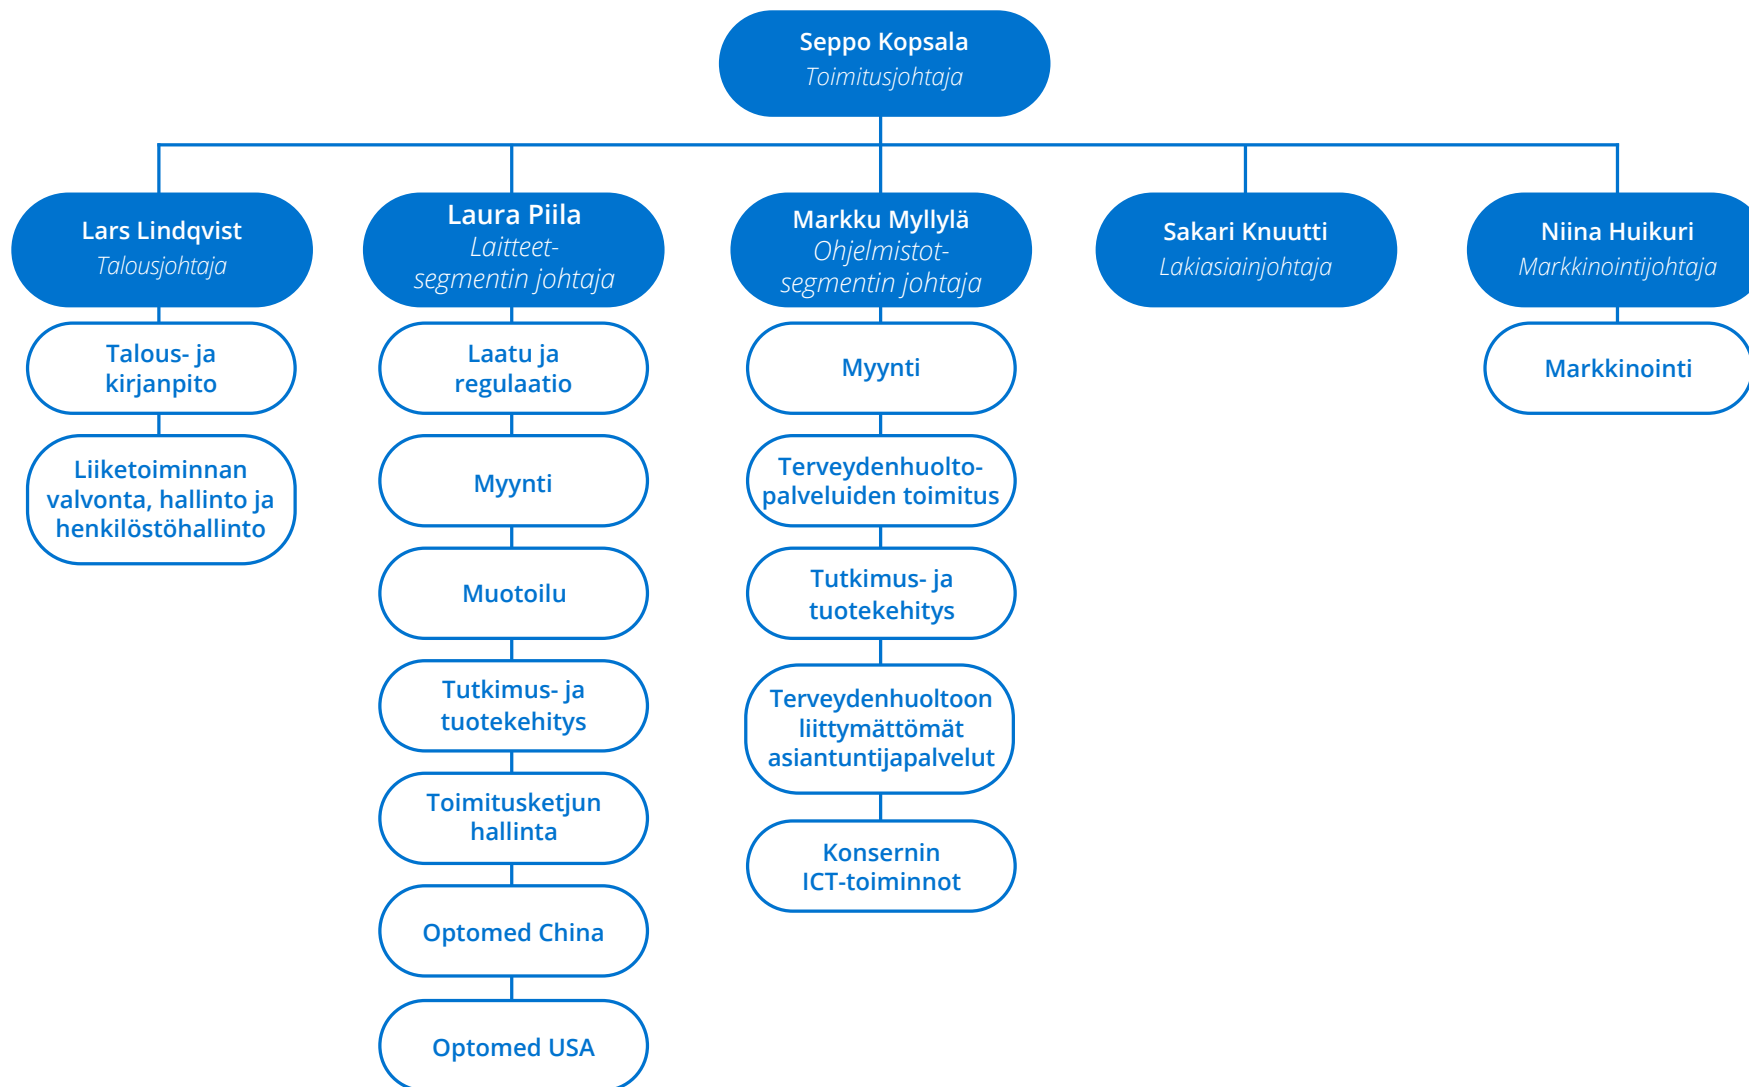 Seppo Kopsala
Toimitusjohtaja
Lars Lindqvist
Talousjohtaja
Talous- ja
kirjanpito
Liiketoiminnan
valvonta, hallinto ja
henkilöstöhallinto
Laura Piila
Laitteet-
segmentin johtaja
Laatu ja
regulaatio
Myynti
Muotoilu
Tutkimus- ja
tuotekehitys
Toimitusketjun
hallinta
Optomed China
Optomed USA
Markku Myllylä
Ohjelmistot-
segmentin johtaja
Myynti
Terveydenhuolto-
palveluiden toimitus
Tutkimus- ja
tuotekehitys
Terveydenhuoltoon
liittymättömät
asiantuntijapalvelut
Konsernin
ICT-toiminnot
Sakari Knuutti
Lakiasiainjohtaja
Niina Huikuri
Markkinointijohtaja
Markkinointi